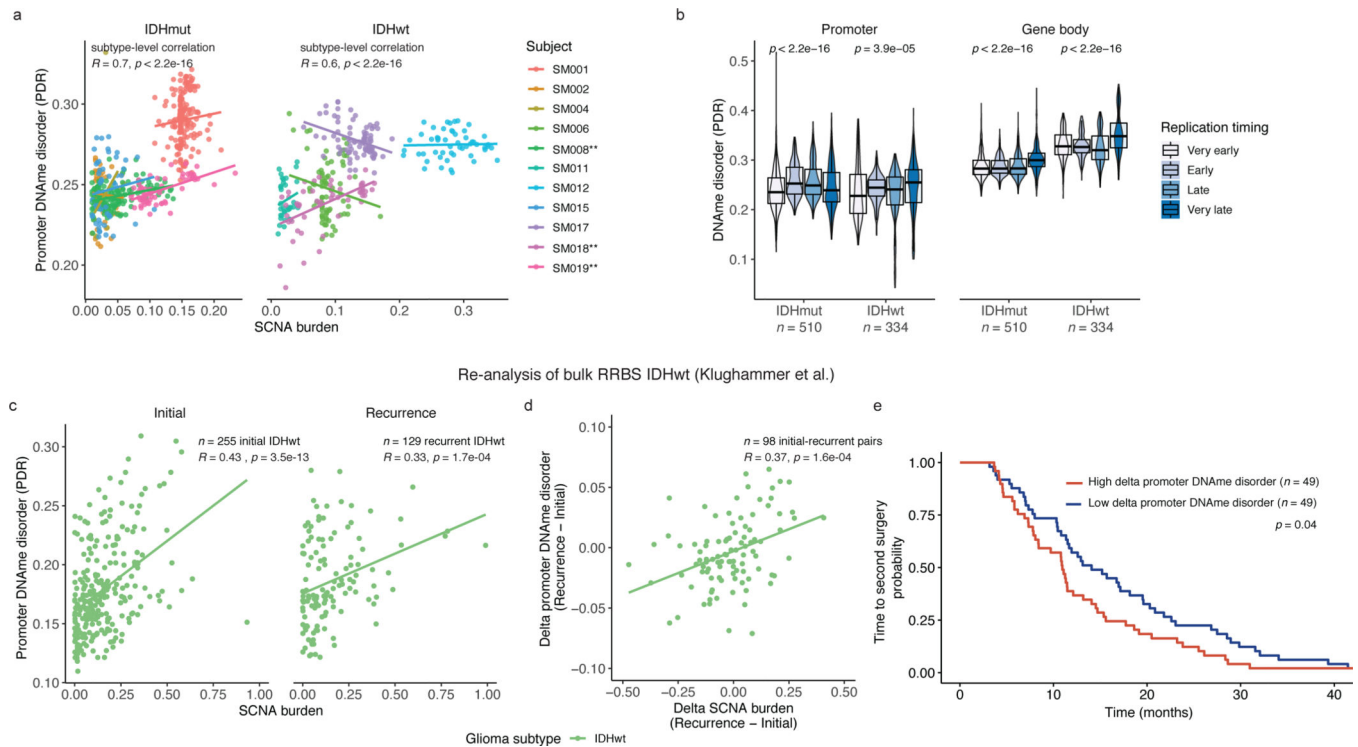 a
IDHmut
IDHwt
subtype-level correlation
R = 0.7, p < 2.2e-16
subtype-level correlation
R = 0.6, p < 2.2e-16
Promoter DNAme disorder (PDR)
0.30
0.25
0.20
0.00
0.05
0.10
0.15
0.20
0.0
0.1
0.2
0.3
SCNA burden
Subject
SM001
SM002
SM004
SM006
SM008**
SM011
SM012
SM015
SM017
SM018**
SM019**
b
Promoter
Gene body
p < 2.2e-16
p = 3.9e-05
p <2.2e-16
p <2.2e-16
DNAme disorder (PDR)
0.5
0.4
0.3
0.2
0.1
IDHmut
n = 510
IDHwt
n = 334
IDHmut
n = 510
IDHwt
n = 334
Replication timing
Very early
Early
Late
Very late
Re-analysis of bulk RRBS IDHwt (Klughammer et al.)
c
Initial
Recurrence
n = 255 initial IDHwt
R = 0.43 , p = 3.5e-13
n = 129 recurrent IDHwt
R = 0.33, p = 1.7e-04
Promoter DNAme disorder (PDR)
0.30
0.25
0.20
0.15
0.10
0.00
0.25
0.50
0.75
1.00
0.00
0.25
0.50
0.75
1.00
SCNA burden
d
n = 98 initial-recurrent pairs
R = 0.37, p = 1.6e-04
Delta promoter DNAme disorder
(Recurrence − Initial)
0.10
0.05
0.00
−0.05
−0.10
−0.50
−0.25
0.00
0.25
0.50
Delta SCNA burden
(Recurrence − Initial)
Glioma subtype
IDHwt
e
High delta promoter DNAme disorder (n = 49)
Low delta promoter DNAme disorder (n = 49)
p = 0.04
Time to second surgery
probability
1.00
0.75
0.50
0.25
0.00
0
10
20
30
40
Time (months)